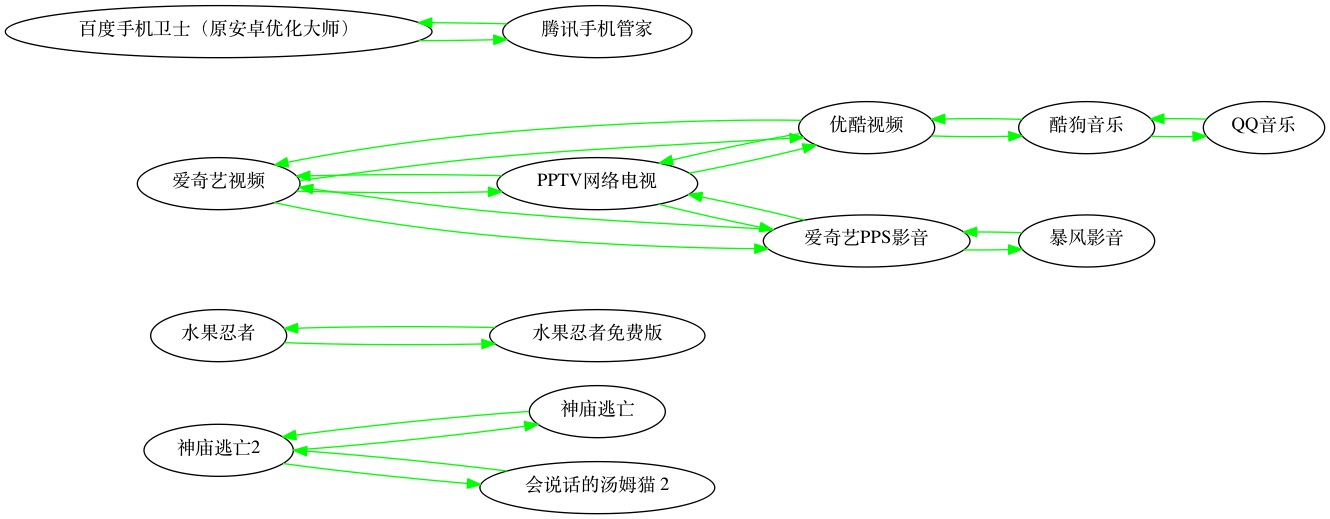 百度手机卫士（原安卓优化大师）
腾讯手机管家
优酷视频
酷狗音乐
QQ音乐
爱奇艺视频
PPTV网络电视
爱奇艺PPS影音
暴风影音
水果忍者
水果忍者免费版
神庙逃亡
神庙逃亡2
会说话的汤姆猫 2